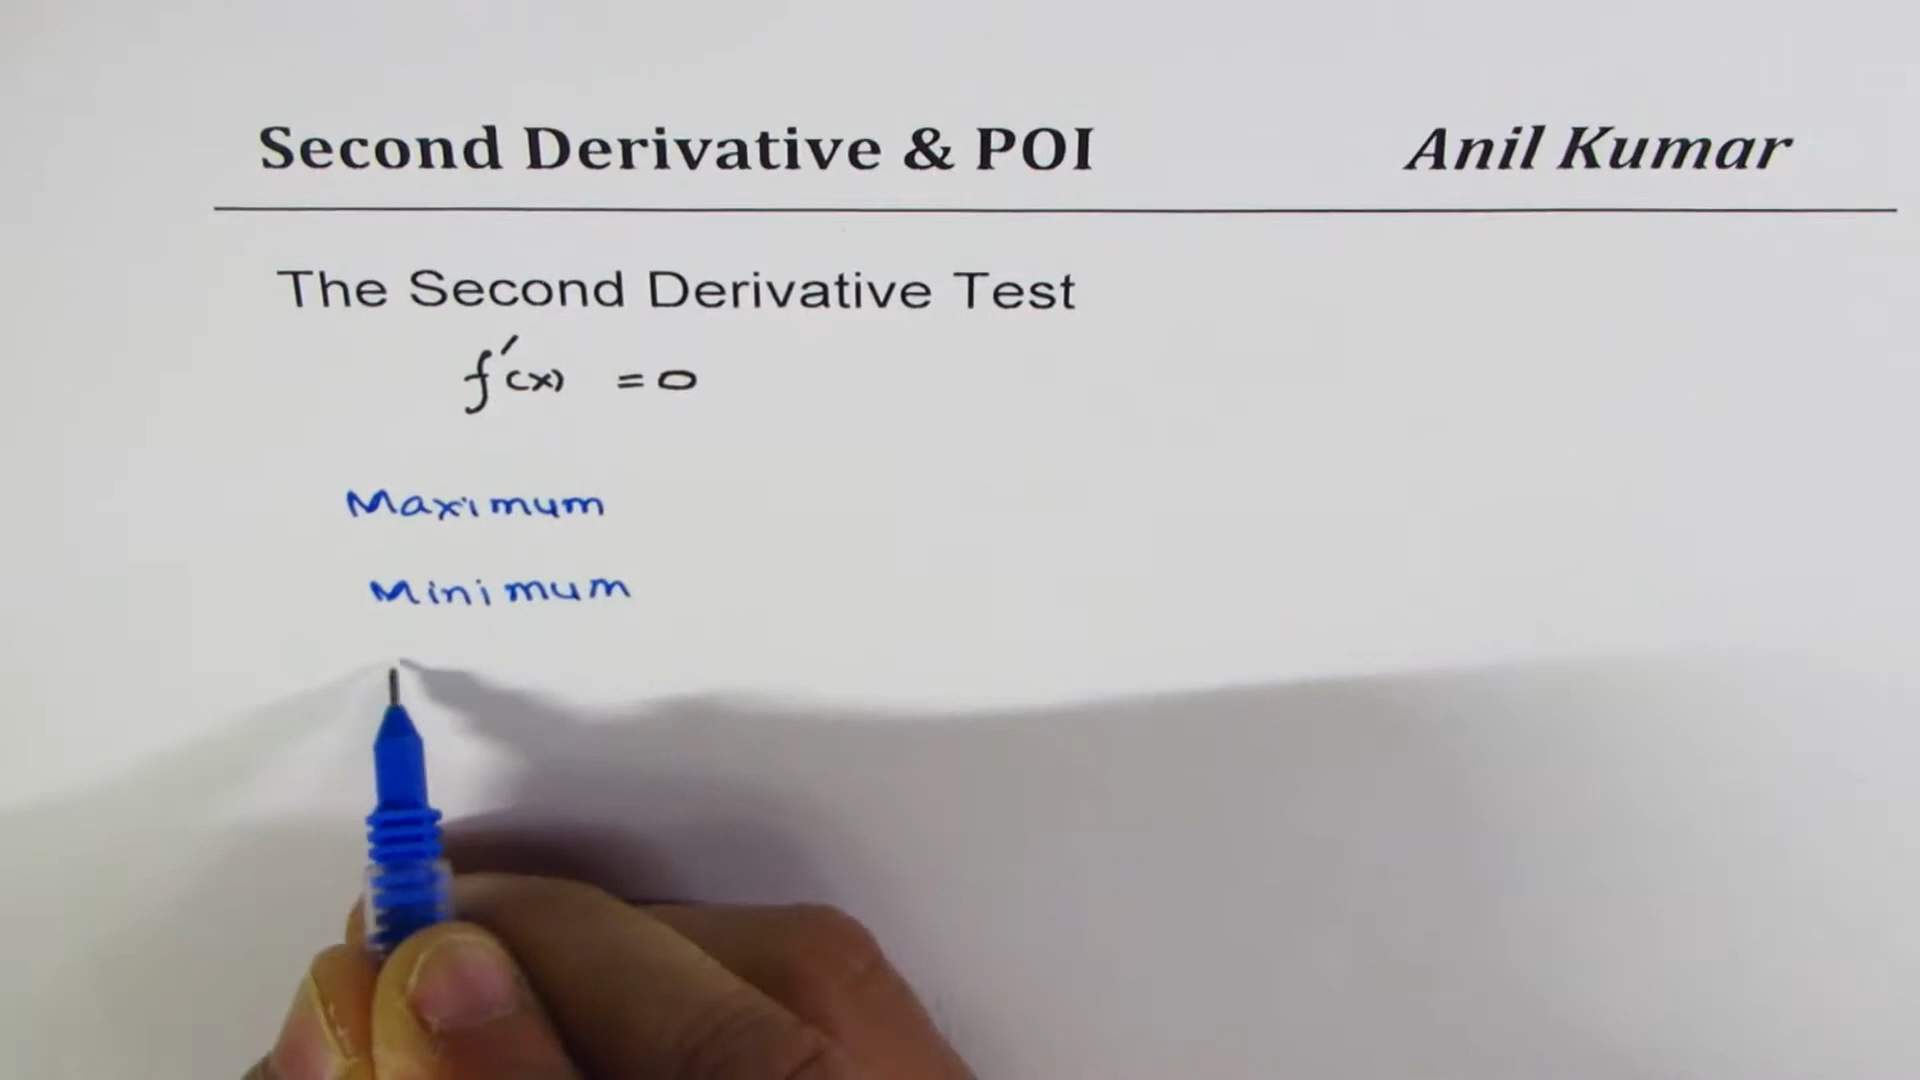 Second Derivative & POI Anil Kumar
The Second Derivative Test
f'(x) = 0
Maximum
Minimum